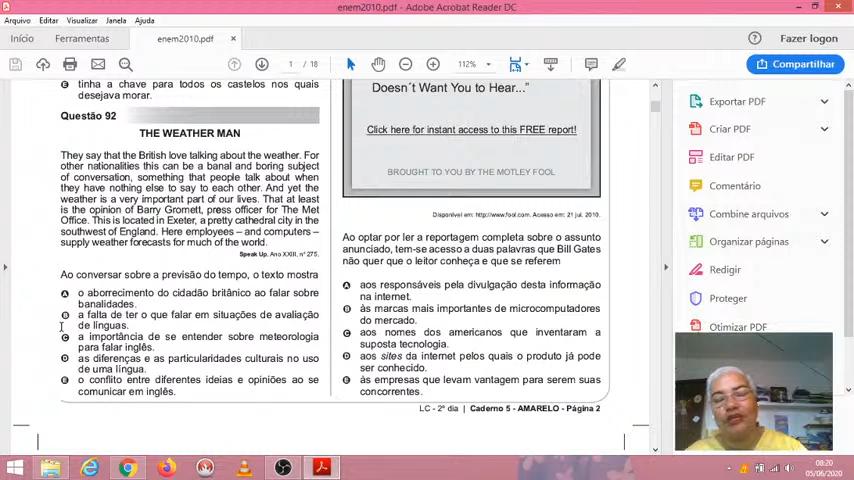 enem2010.pdf - Adobe Acrobat Reader DC
Arquivo Editar Visualizar Janela Ajuda
Início Ferramentas enem2010.pdf × Fazer logon
1 / 18 112% Compartilhar
E tinha a chave para todos os castelos nos quais
desejava morar.
Questão 92
THE WEATHER MAN
They say that the British love talking about the weather. For
other nationalities this can be a banal and boring subject
of conversation, something that people talk about when
they have nothing else to say to each other. And yet the
weather is a very important part of our lives. That at least
is the opinion of Barry Gromett, press officer for The Met
Office. This is located in Exeter, a pretty cathedral city in the
southwest of England. Here employees – and computers –
supply weather forecasts for much of the world.
Speak Up. Ano XXIII, nº 275.
Ao conversar sobre a previsão do tempo, o texto mostra
A o aborrecimento do cidadão britânico ao falar sobre
banalidades.
B a falta de ter o que falar em situações de avaliação
de línguas.
C a importância de se entender sobre meteorologia
para falar inglês.
D as diferenças e as particularidades culturais no uso
de uma língua.
E o conflito entre diferentes ideias e opiniões ao se
comunicar em inglês.
Doesn´t Want You to Hear..."
Click here for instant access to this FREE report!
BROUGHT TO YOU BY THE MOTLEY FOOL
Disponível em: http://www.fool.com. Acesso em: 21 jul. 2010.
Ao optar por ler a reportagem completa sobre o assunto
anunciado, tem-se acesso a duas palavras que Bill Gates
não quer que o leitor conheça e que se referem
A aos responsáveis pela divulgação desta informação
na internet.
B às marcas mais importantes de microcomputadores
do mercado.
C aos nomes dos americanos que inventaram a
suposta tecnologia.
D aos sites da internet pelos quais o produto já pode
ser conhecido.
E às empresas que levam vantagem para serem suas
concorrentes.
LC - 2º dia | Caderno 5 - AMARELO - Página 2
Exportar PDF
Criar PDF
Editar PDF
Comentário
Combine arquivos
Organizar páginas
Redigir
Proteger
Otimizar PDF
08:20
05/06/2020